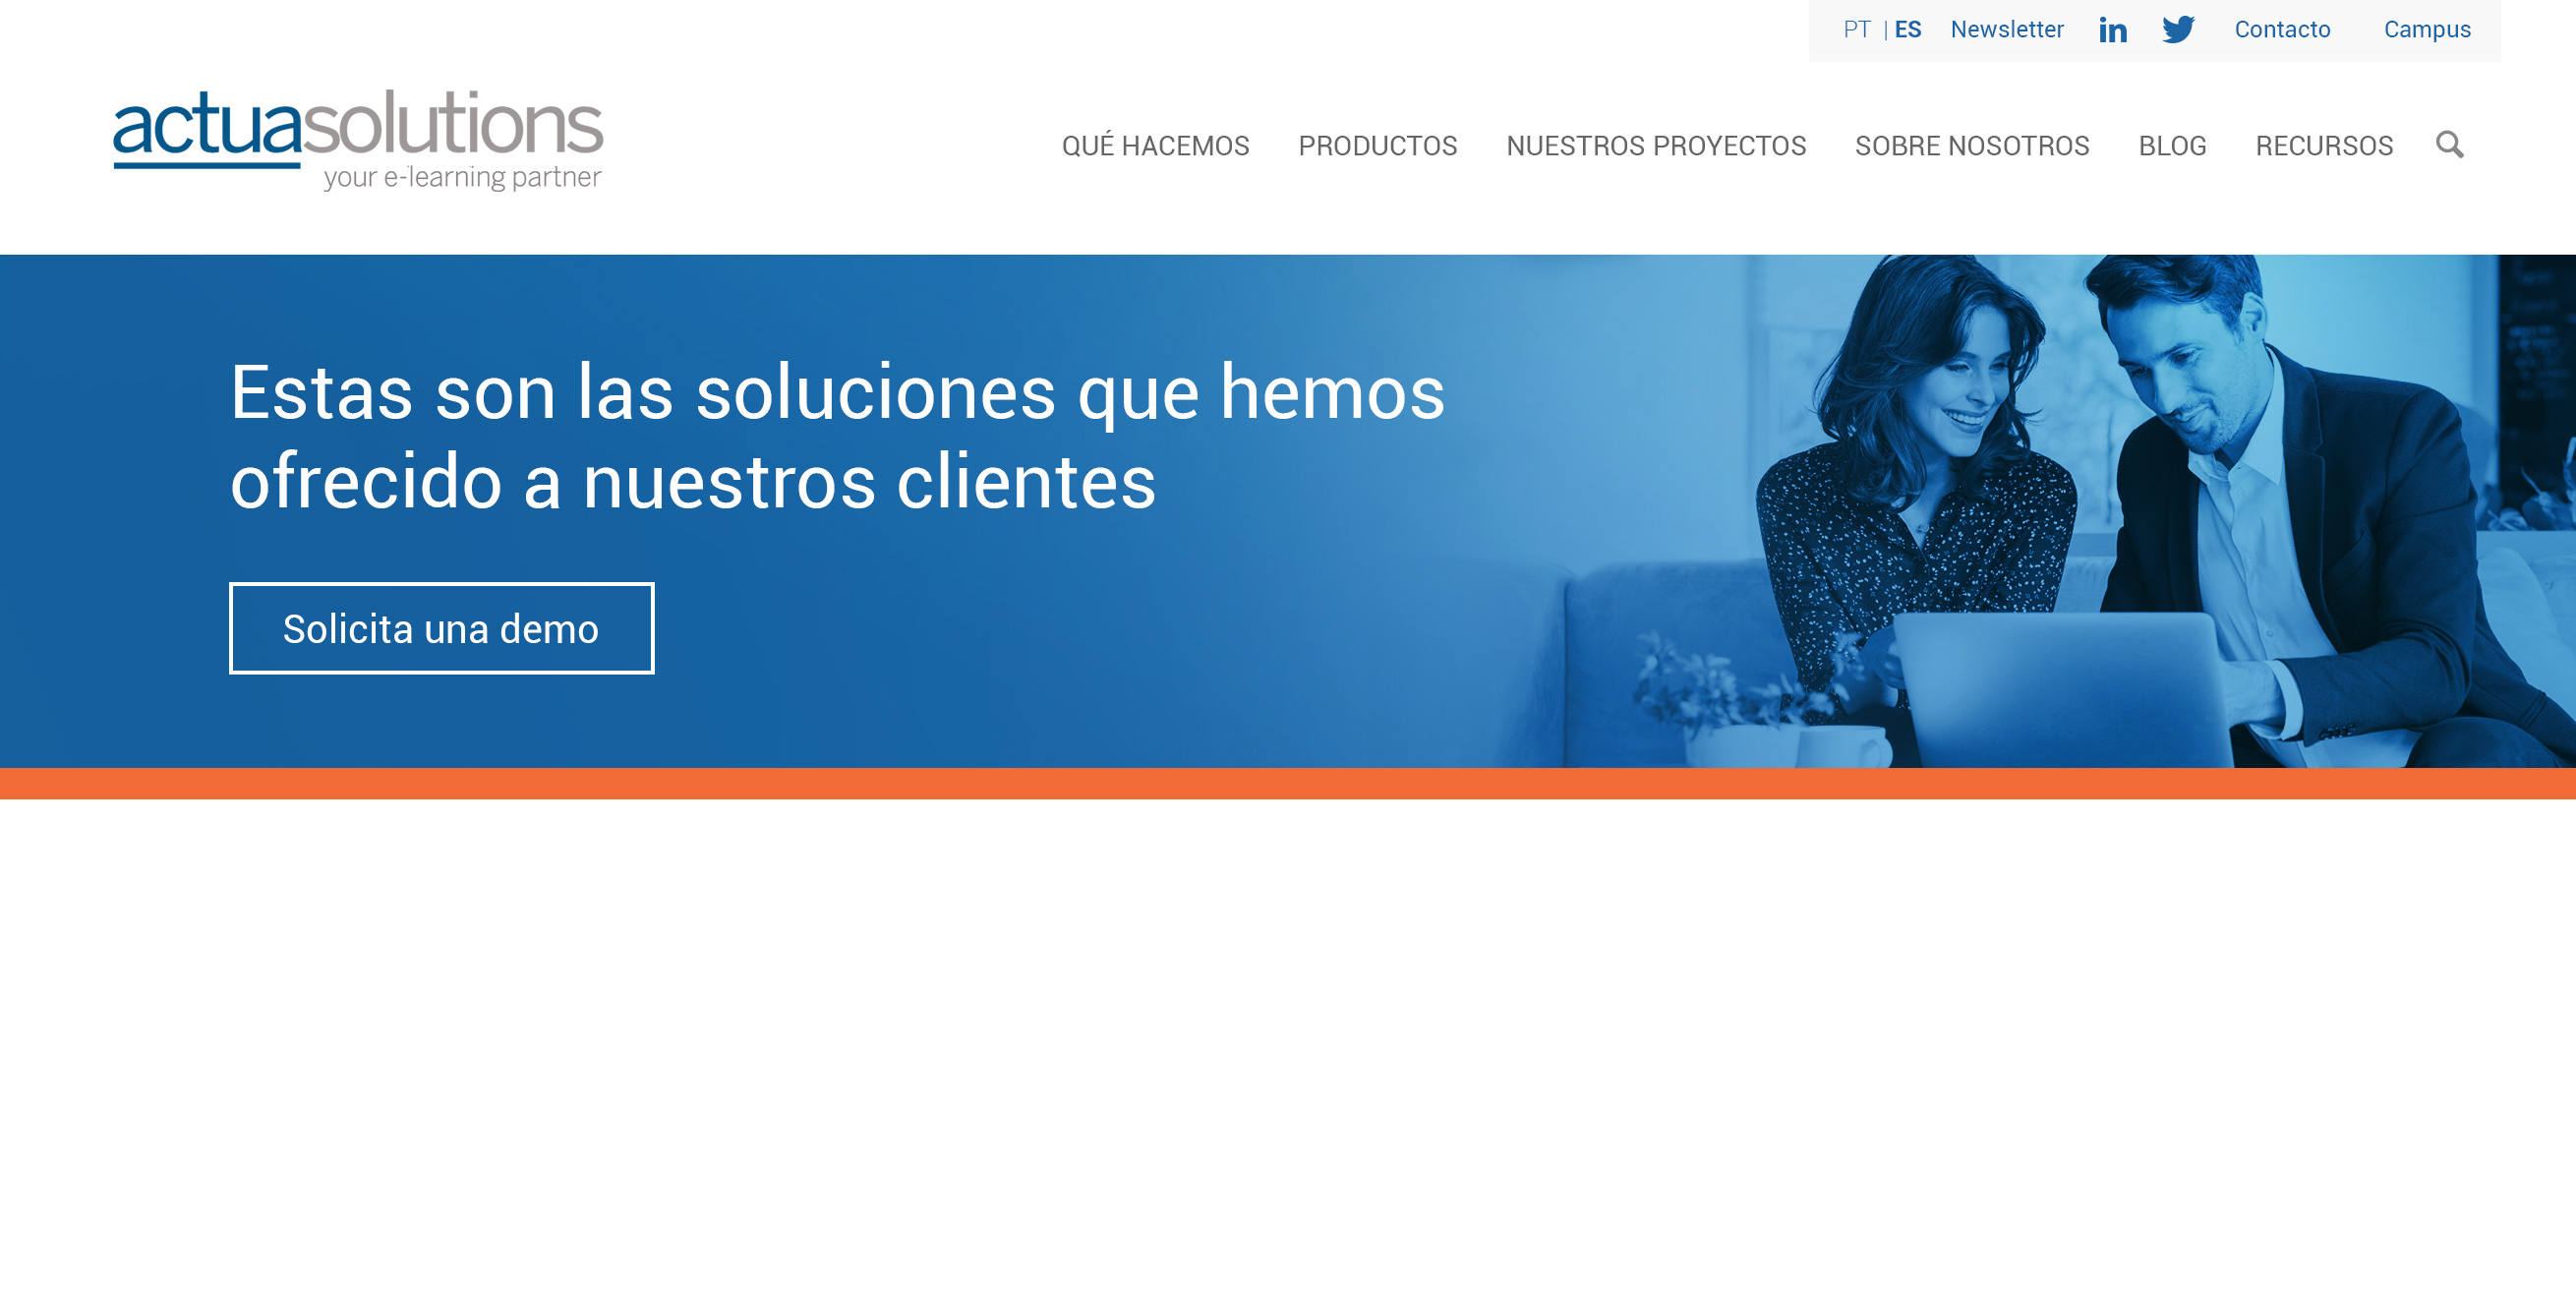 PT | ES Newsletter in Contacto Campus
actuasolutions
your e-learning partner
QUÉ HACEMOS PRODUCTOS NUESTROS PROYECTOS SOBRE NOSOTROS BLOG RECURSOS
Estas son las soluciones que hemos
ofrecido a nuestros clientes
Solicita una demo